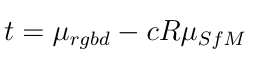 t = μ_{rgbd} − cRμ_{SfM}